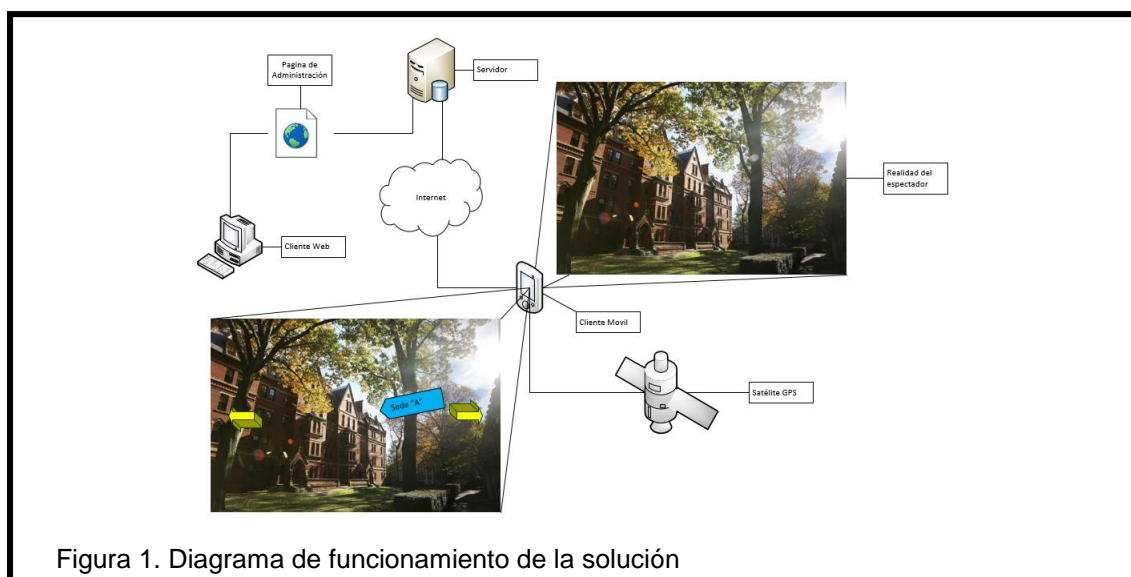 Pagina de
Administración
Servidor
Internet
Realidad del
espectador
Cliente Web
Cliente Movil
Sede "A"
Satélite GPS
Figura 1. Diagrama de funcionamiento de la solución